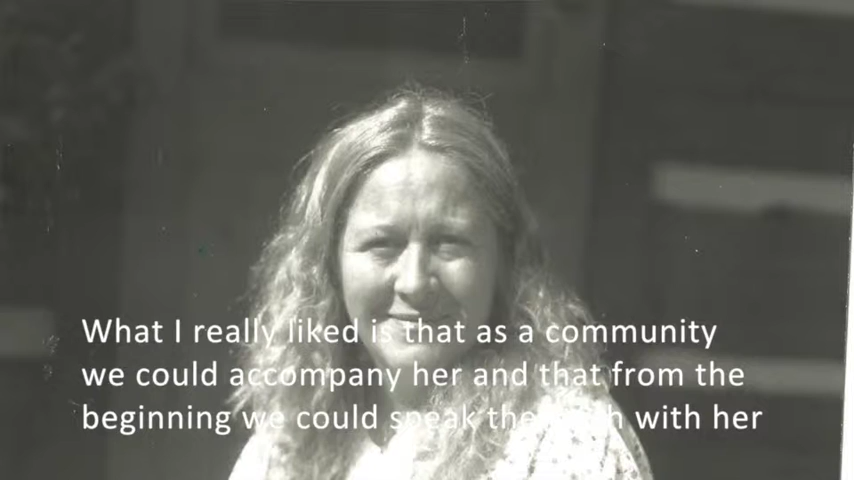 What I really liked is that as a community
we could accompany her and that from the
beginning we could speak the truth with her